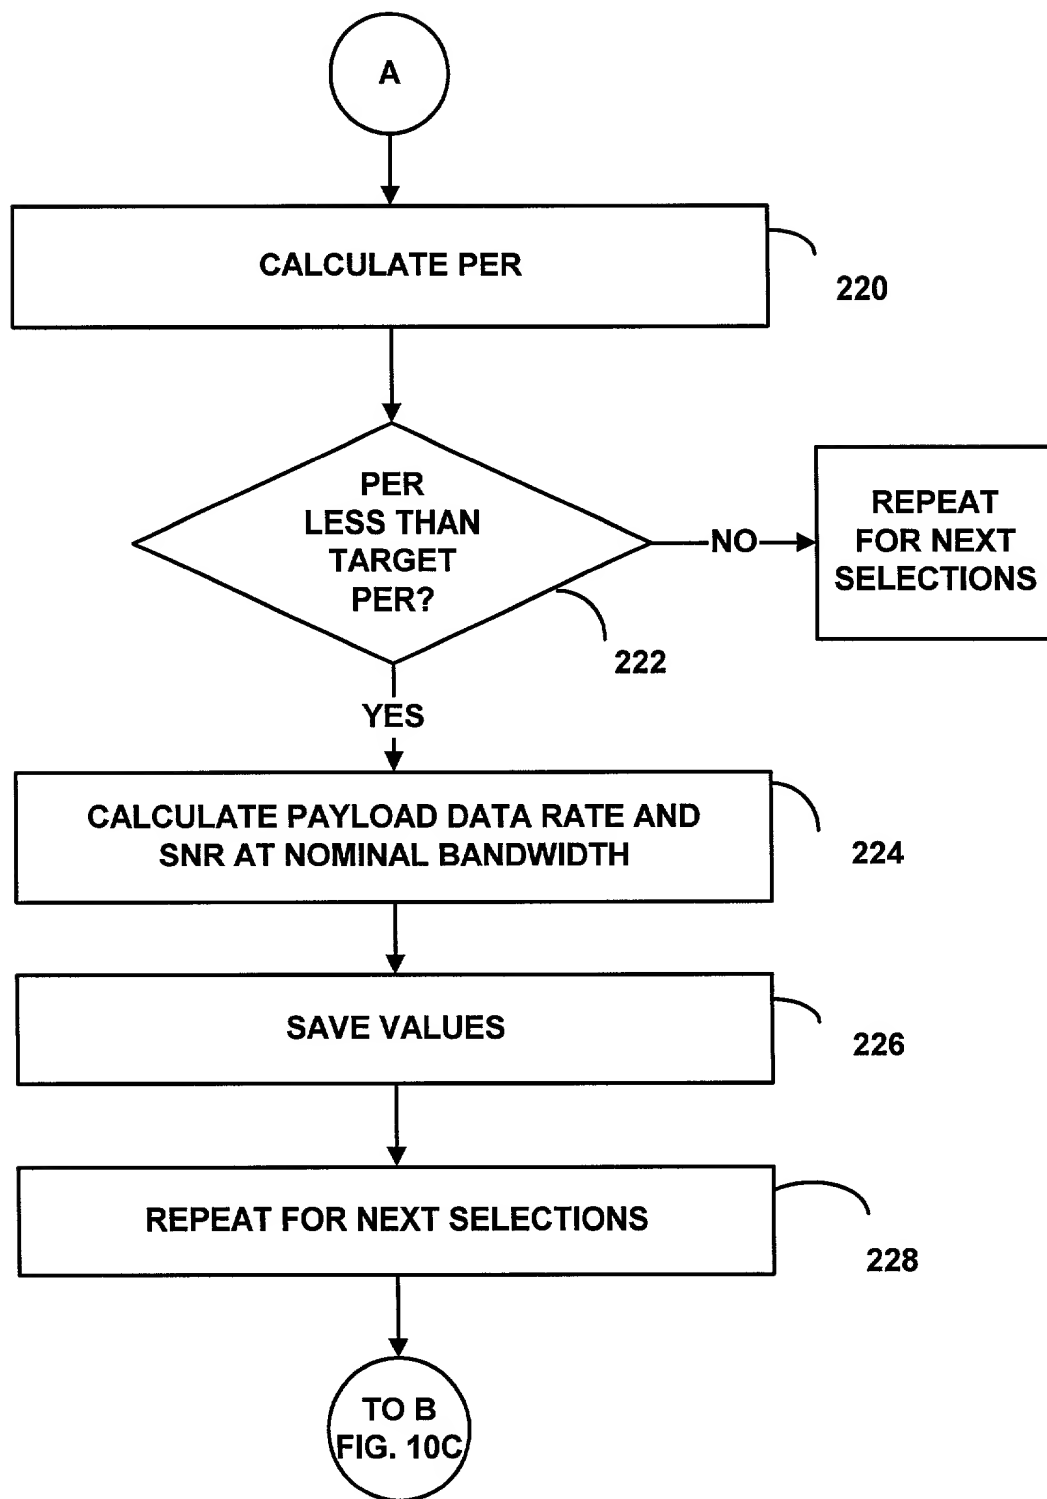 A
CALCULATE PER
220
PER
LESS THAN
TARGET
PER?
NO
REPEAT
FOR NEXT
SELECTIONS
222
YES
CALCULATE PAYLOAD DATA RATE AND
SNR AT NOMINAL BANDWIDTH
224
SAVE VALUES
226
REPEAT FOR NEXT SELECTIONS
228
TO B
FIG. 10C